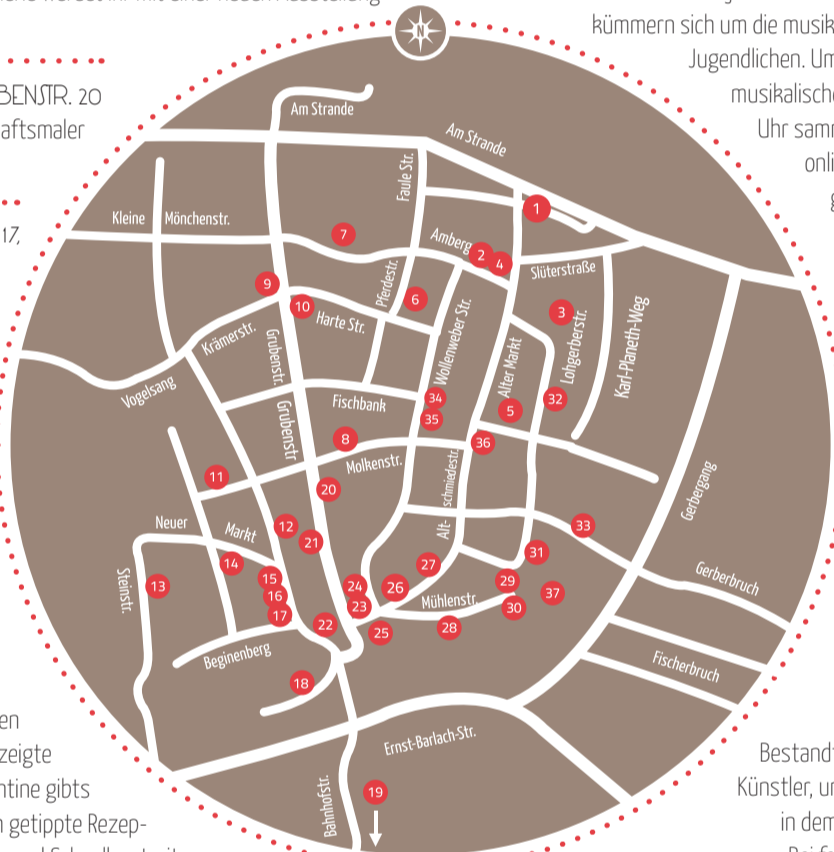 kümmern sich um die musik
Jugendlichen. Um
musikalische
Uhr samm
onli
BENSTR. 20
aftsmaler
17,
N
Am Strande
Am Strande
Faule Str.
Kleine Mönchenstr.
1
7
Amberg
2
4
Slüterstraße
Pferdestr.
9
10
6
3
Harte Str.
Krämerstr.
Grubenstr.
Wollenweber Str.
Alter Markt
Lohgerberstr.
Karl-Planeth-Weg
Vogelsang
Fischbank
34
35
5
32
Grubenstr
8
36
Molkenstr.
11
20
Gerbergang
Alt-
schmiedestr.
Neuer Markt
12
21
33
13
14
15
16
17
24
23
26
27
31
29
37
30
Steinstr.
Mühlenstr.
Gerberbruch
22
25
28
Beginenberg
18
Fischerbruch
Ernst-Barlach-Str.
Bahnhofstr.
19
en
zeigte
ntine gibts
n getippte Rezep-
Bestandt
Künstler, un
in dem